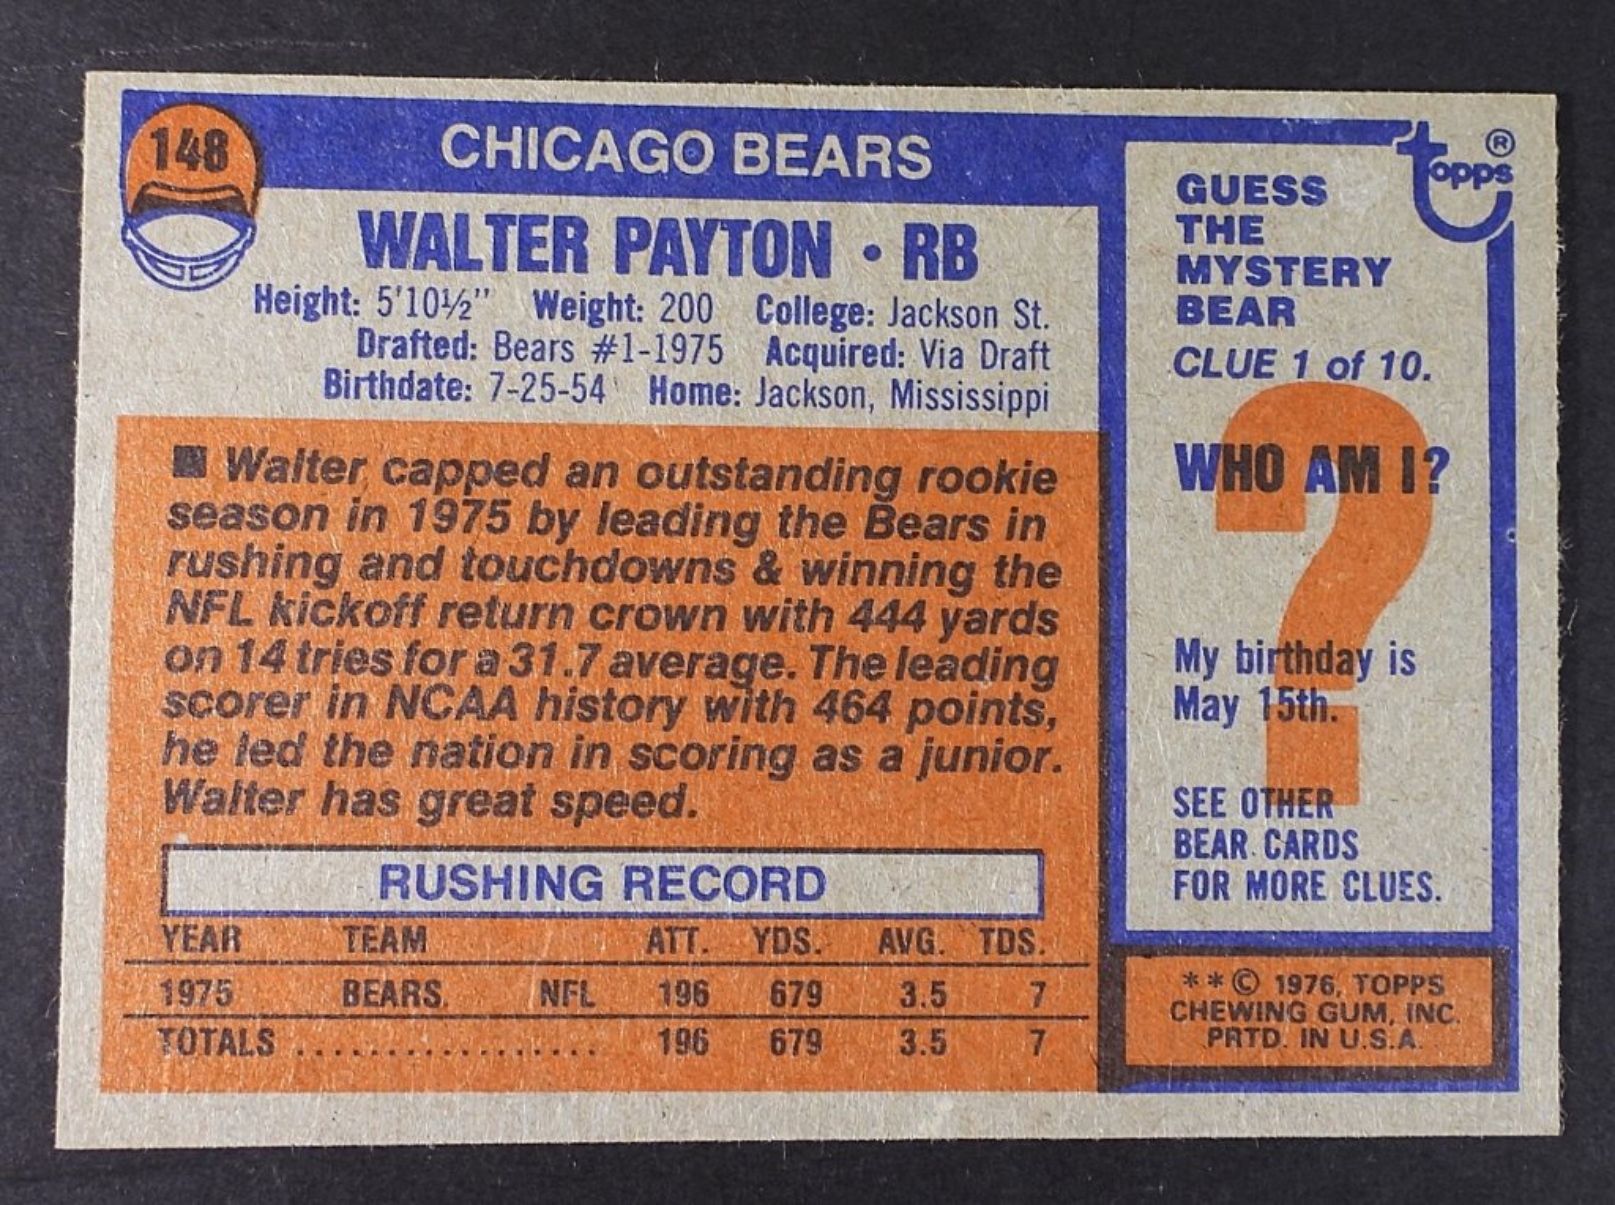 148
CHICAGO BEARS
WALTER PAYTON • RB
Height: 5'10½" Weight: 200 College: Jackson St.
Drafted: Bears #1-1975 Acquired: Via Draft
Birthdate: 7-25-54 Home: Jackson, Mississippi
■ Walter capped an outstanding rookie
season in 1975 by leading the Bears in
rushing and touchdowns & winning the
NFL kickoff return crown with 444 yards
on 14 tries for a 31.7 average. The leading
scorer in NCAA history with 464 points,
he led the nation in scoring as a junior.
Walter has great speed.
RUSHING RECORD
YEAR TEAM ATT. YDS. AVG. TDS.
1975 BEARS. NFL 196 679 3.5 7
TOTALS .................. 196 679 3.5 7
topps ®
GUESS
THE
MYSTERY
BEAR
CLUE 1 of 10.
?
WHO AM I?
My birthday is
May 15th.
SEE OTHER
BEAR CARDS
FOR MORE CLUES.
**© 1976, TOPPS
CHEWING GUM, INC.
PRTD. IN U.S.A.